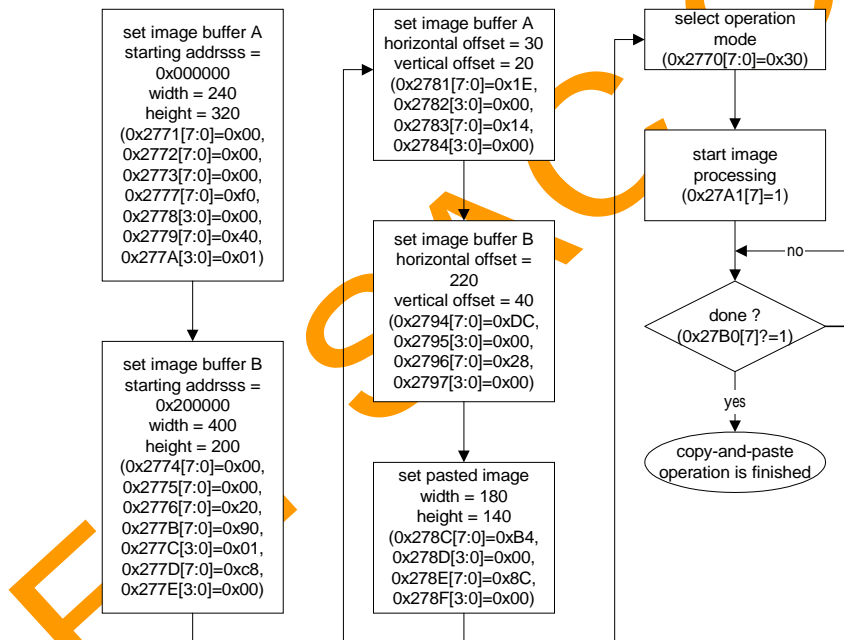 set image buffer A
starting addrsss =
0x000000
width = 240
height = 320
(0x2771[7:0]=0x00,
0x2772[7:0]=0x00,
0x2773[7:0]=0x00,
0x2777[7:0]=0xf0,
0x2778[3:0]=0x00,
0x2779[7:0]=0x40,
0x277A[3:0]=0x01)
set image buffer B
starting addrsss =
0x200000
width = 400
height = 200
(0x2774[7:0]=0x00,
0x2775[7:0]=0x00,
0x2776[7:0]=0x20,
0x277B[7:0]=0x90,
0x277C[3:0]=0x01,
0x277D[7:0]=0xc8,
0x277E[3:0]=0x00)
set image buffer A
horizontal offset = 30
vertical offset = 20
(0x2781[7:0]=0x1E,
0x2782[3:0]=0x00,
0x2783[7:0]=0x14,
0x2784[3:0]=0x00)
set image buffer B
horizontal offset =
220
vertical offset = 40
(0x2794[7:0]=0xDC,
0x2795[3:0]=0x00,
0x2796[7:0]=0x28,
0x2797[3:0]=0x00)
set pasted image
width = 180
height = 140
(0x278C[7:0]=0xB4,
0x278D[3:0]=0x00,
0x278E[7:0]=0x8C,
0x278F[3:0]=0x00)
select operation
mode
(0x2770[7:0]=0x30)
start image
processing
(0x27A1[7]=1)
no
done ?
(0x27B0[7]?=1)
yes
copy-and-paste
operation is finished